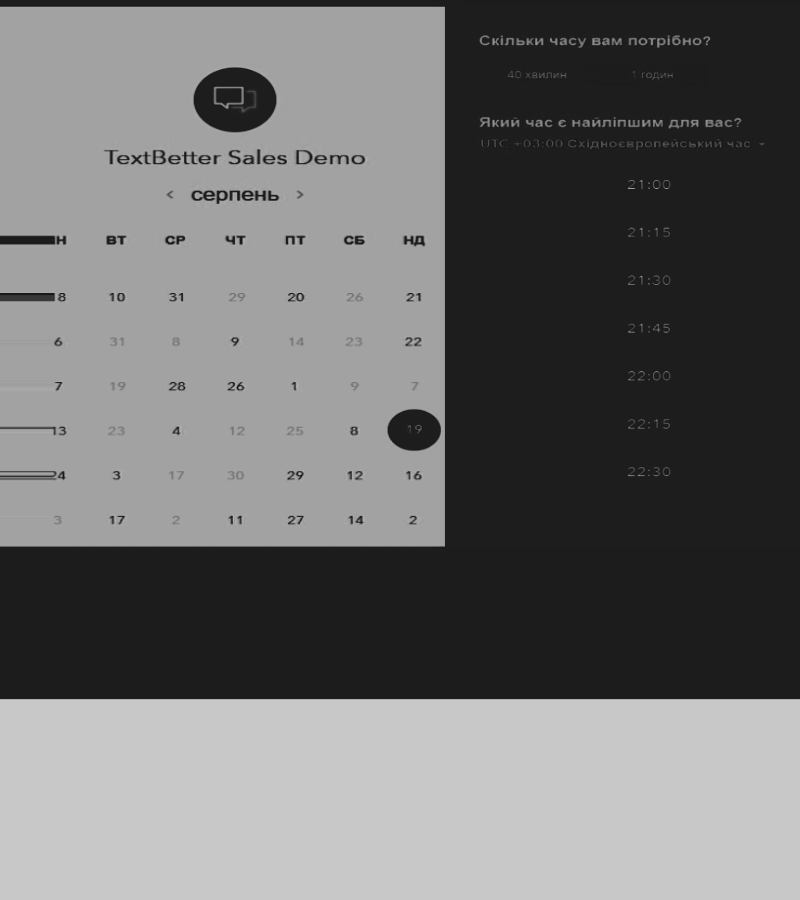 TextBetter Sales Demo
< серпень >
Н ВТ СР ЧТ ПТ СБ НД
8 10 31 29 20 26 21
6 31 8 9 14 23 22
7 19 28 26 1 9 7
13 23 4 12 25 8 19
24 3 17 30 29 12 16
3 17 2 11 27 14 2
Скільки часу вам потрібно?
40 хвилин 1 годин
Який час є найліпшим для вас?
UTC +03:00 Східноєвропейський час
21:00
21:15
21:30
21:45
22:00
22:15
22:30